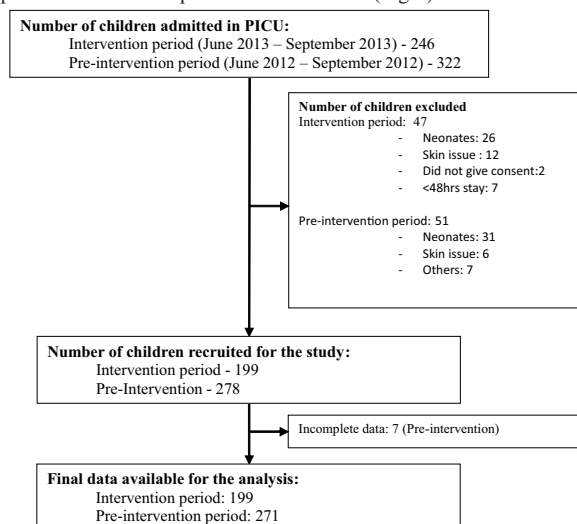 Number of children admitted in PICU:
Intervention period (June 2013 – September 2013) - 246
Pre-intervention period (June 2012 – September 2012) - 322
Number of children excluded
Intervention period: 47
- Neonates: 26
- Skin issue : 12
- Did not give consent:2
- <48hrs stay: 7
Pre-intervention period: 51
- Neonates: 31
- Skin issue: 6
- Others: 7
Number of children recruited for the study:
Intervention period - 199
Pre-Intervention - 278
Incomplete data: 7 (Pre-intervention)
Final data available for the analysis:
Intervention period: 199
Pre-intervention period: 271